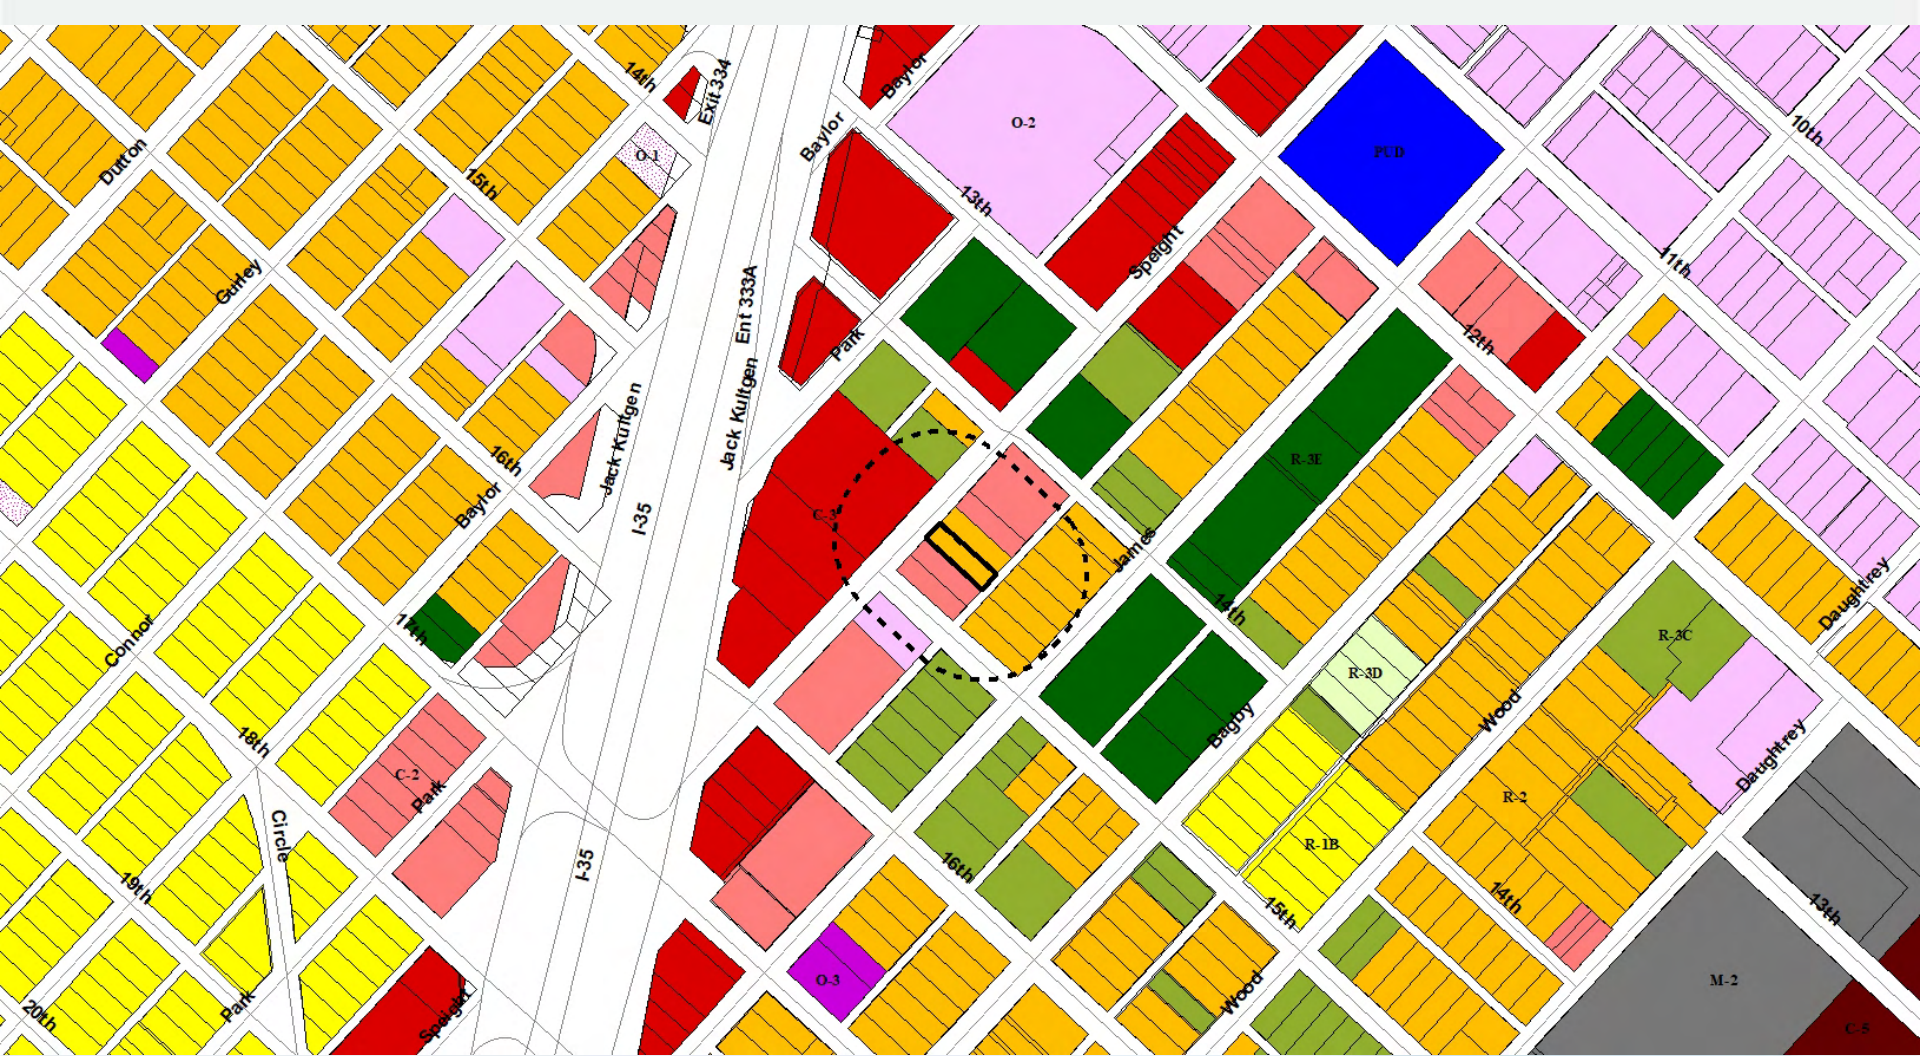 14th
Exit 334
Baylor
Baylor
O-2
10th
Dutton
O-1
PUD
15th
13th
Speight
11th
Gurley
Ent 333A
Park
12th
Jack Kultgen
Jack Kultgen
16th
R-3E
Baylor
I-35
C-3
James
14th
Daughtrey
17th
Connor
R-3C
R-3D
Bagby
Wood
18th
Daughtrey
C-2
Park
R-2
Circle
R-1B
I-35
16th
19th
14th
15th
13th
O-3
M-2
Wood
Park
20th
Speight
C-5